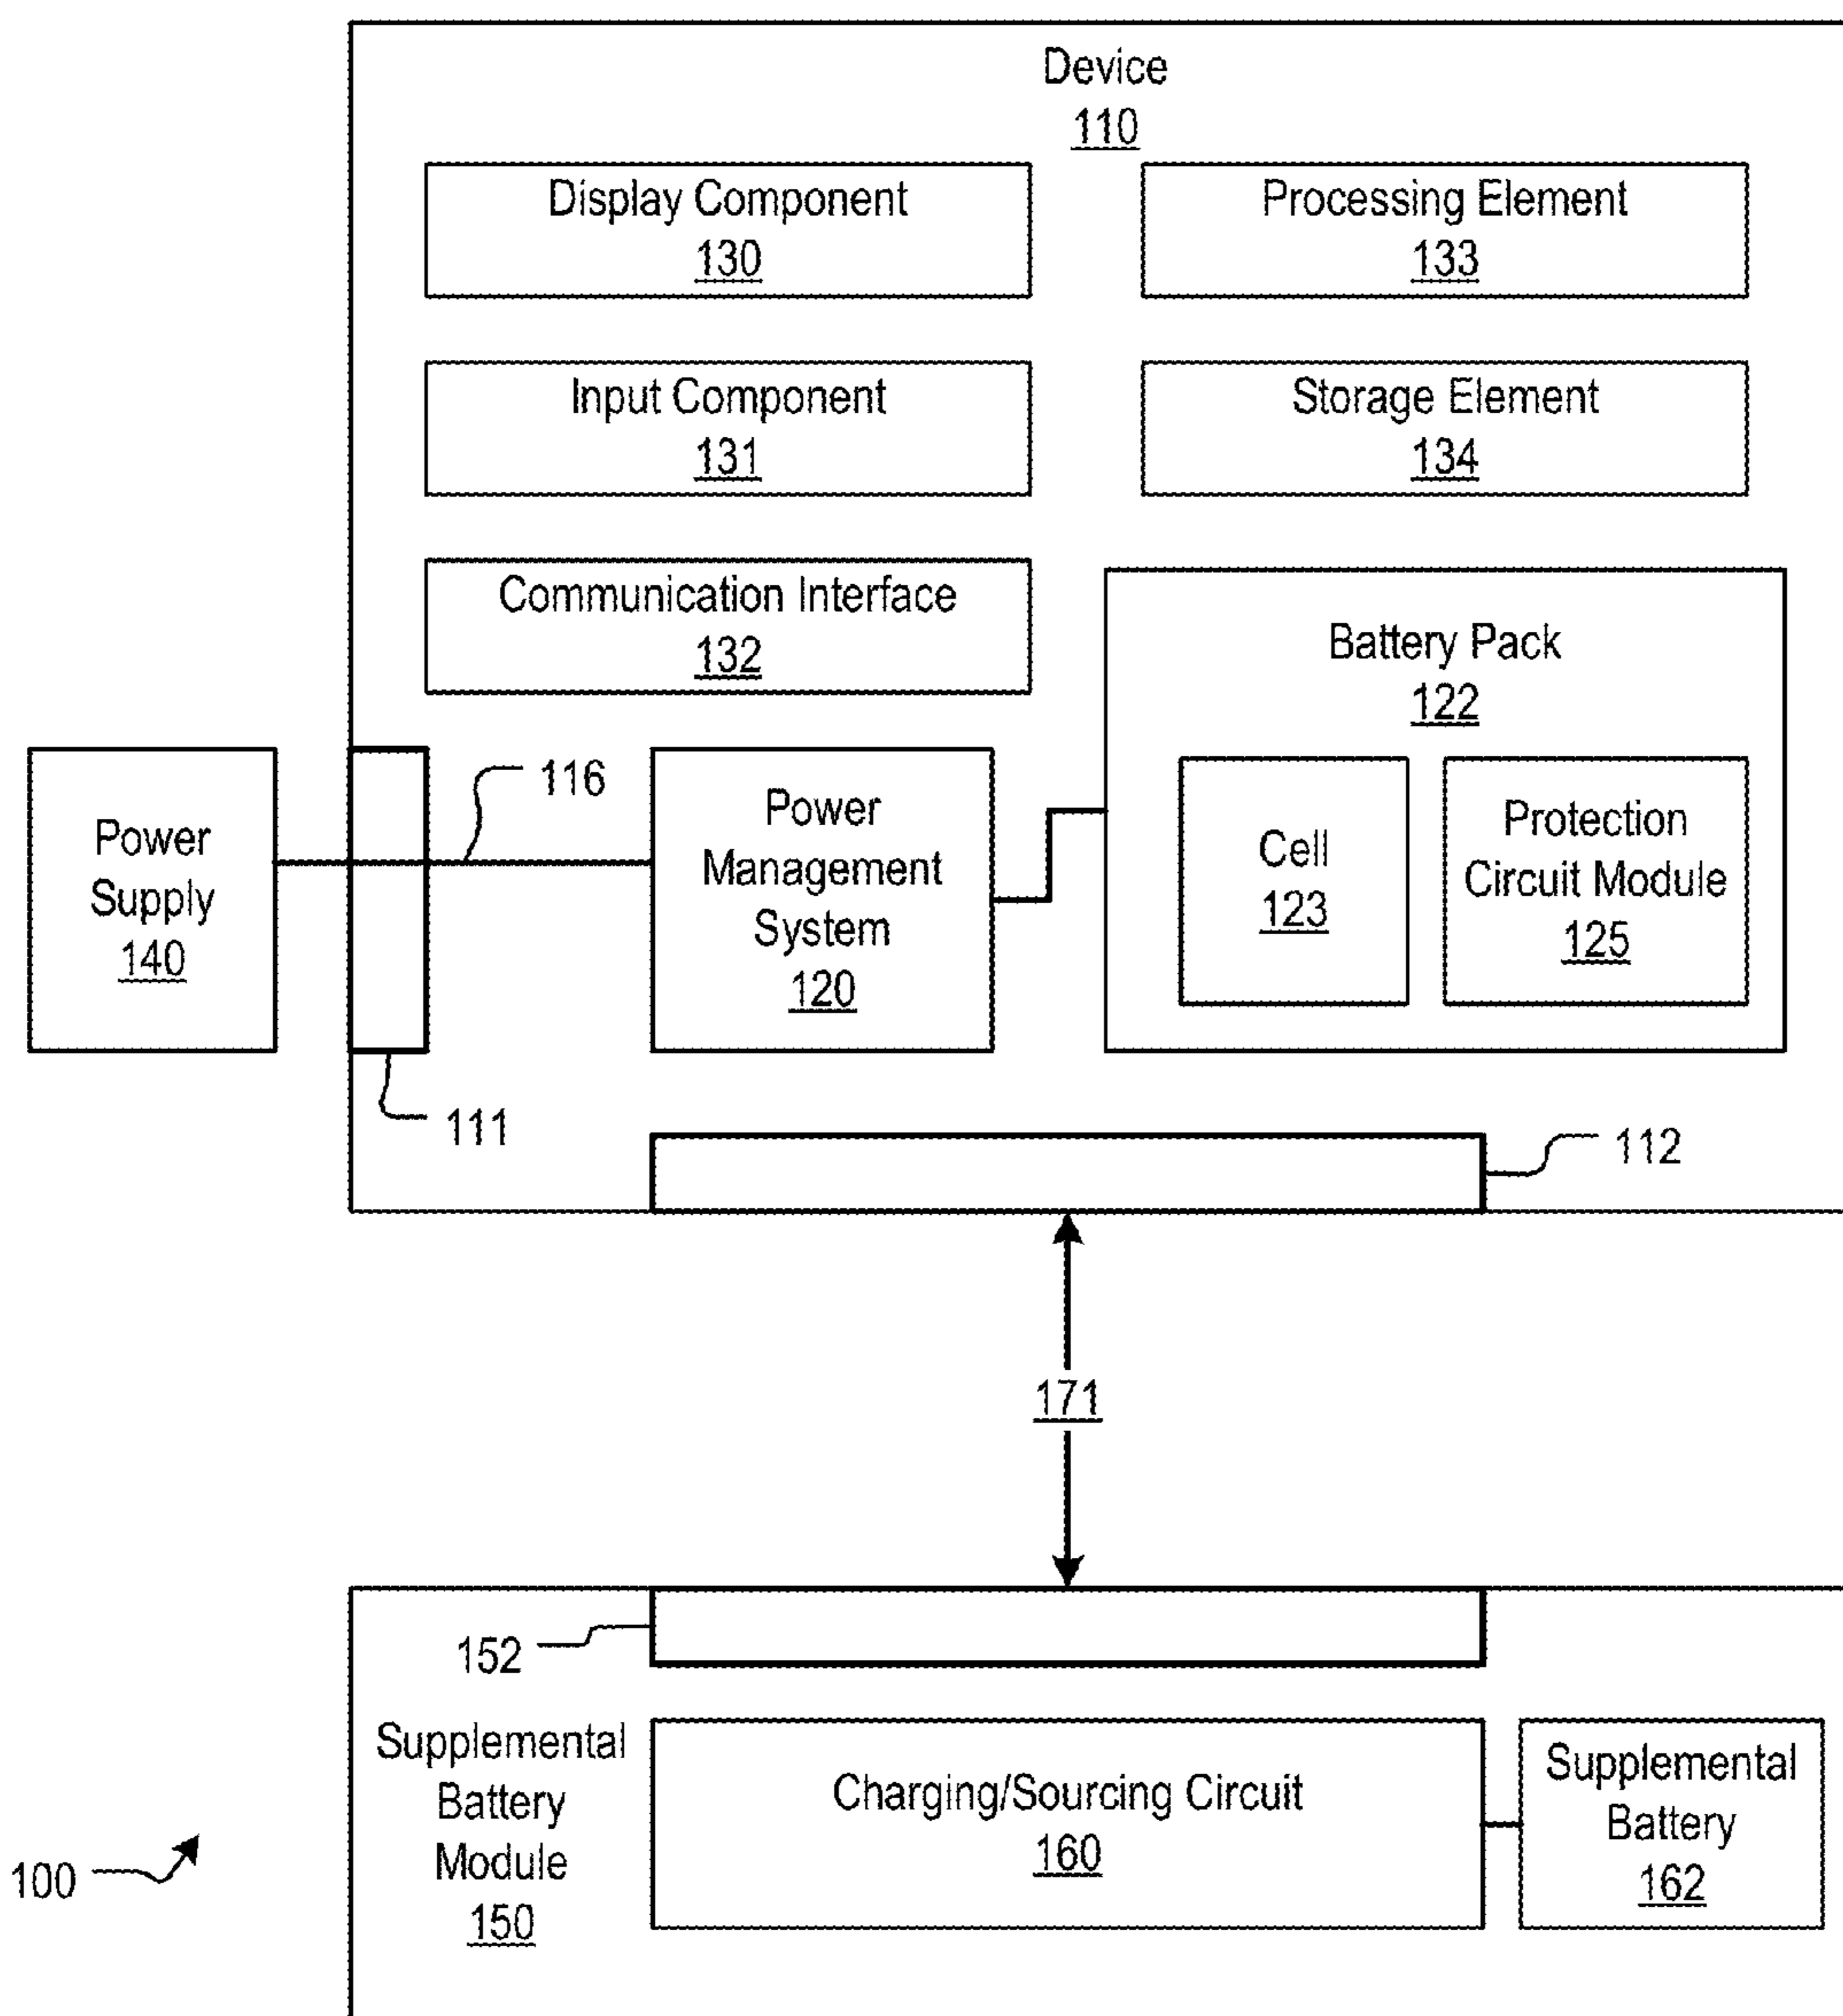 Device
110
Display Component
130
Processing Element
133
Input Component
131
Storage Element
134
Communication Interface
132
Battery Pack
122
Cell
123
Protection
Circuit Module
125
Power
Supply
140
116
Power
Management
System
120
111
112
171
152
Supplemental
Battery
Module
150
Charging/Sourcing Circuit
160
Supplemental
Battery
162
100